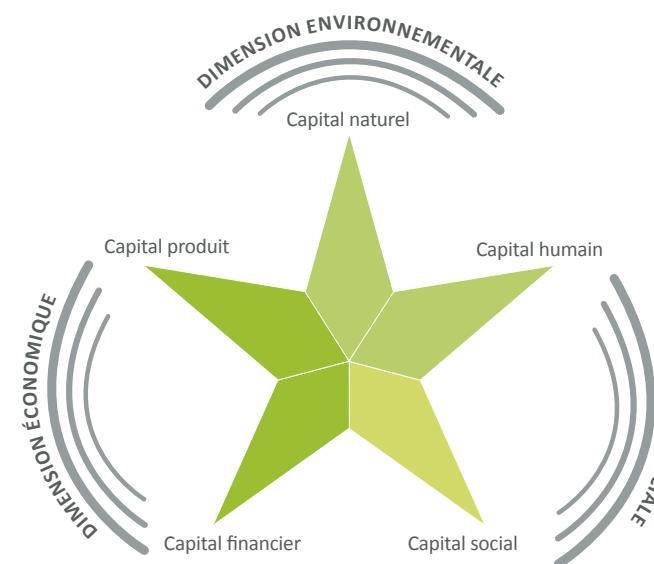 DIMENSION ENVIRONNEMENTALE
Capital naturel
Capital produit
Capital humain
DIMENSION ÉCONOMIQUE
Capital financier
Capital social